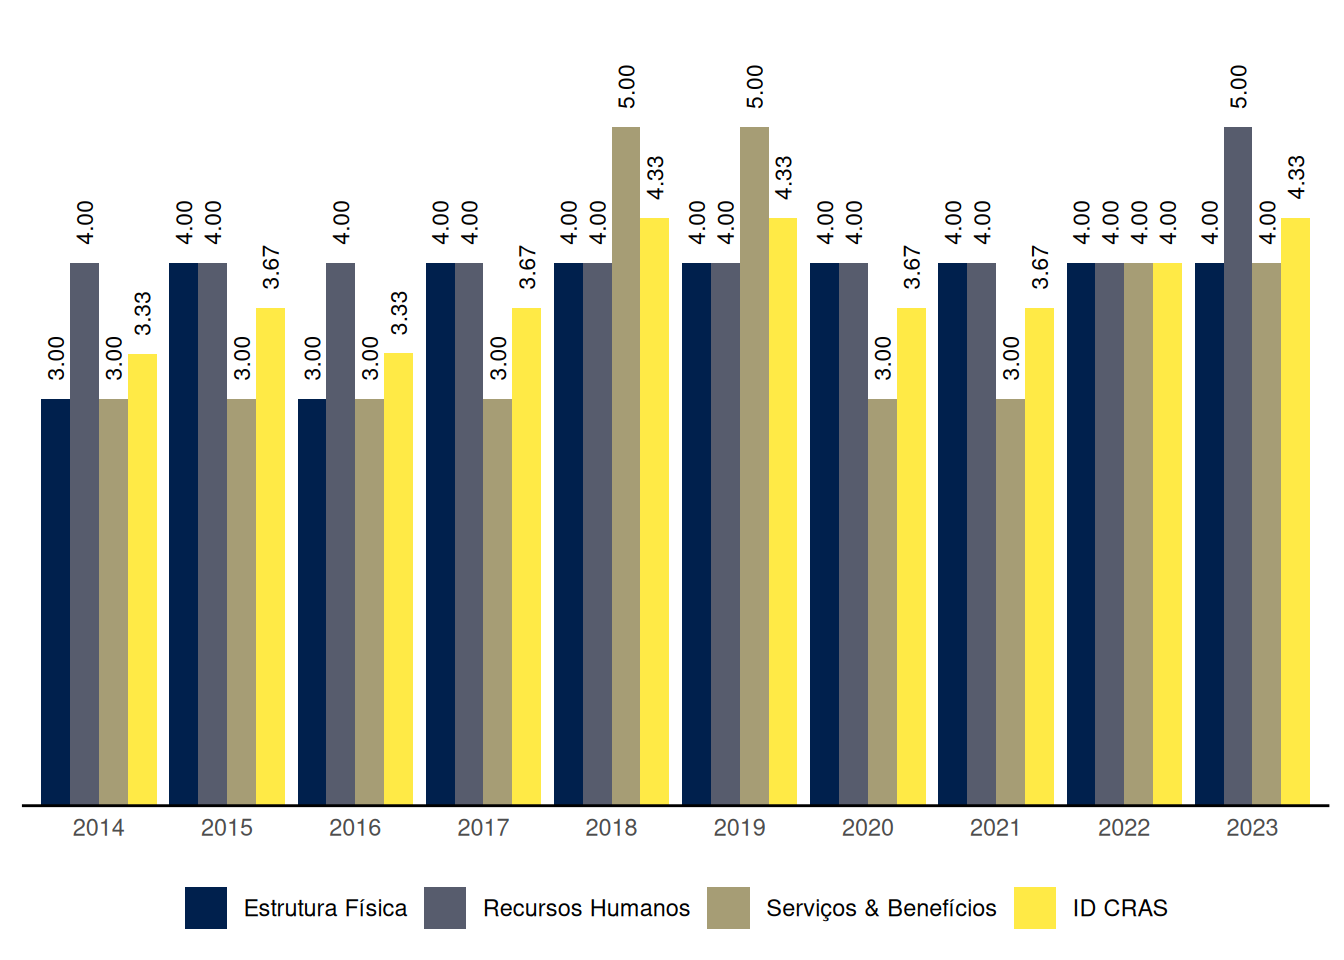 5.00 5.00 5.00
4.33 4.33 4.33
4.00 4.00 4.00 4.00 4.00 4.00 4.00 4.00 4.00 4.00 4.00 4.00 4.00 4.00 4.00 4.00 4.00 4.00 4.00 4.00
3.67 3.67 3.67 3.67
3.33 3.33
3.00 3.00 3.00 3.00 3.00 3.00 3.00 3.00
2014 2015 2016 2017 2018 2019 2020 2021 2022 2023
Estrutura Física Recursos Humanos Serviços & Benefícios ID CRAS